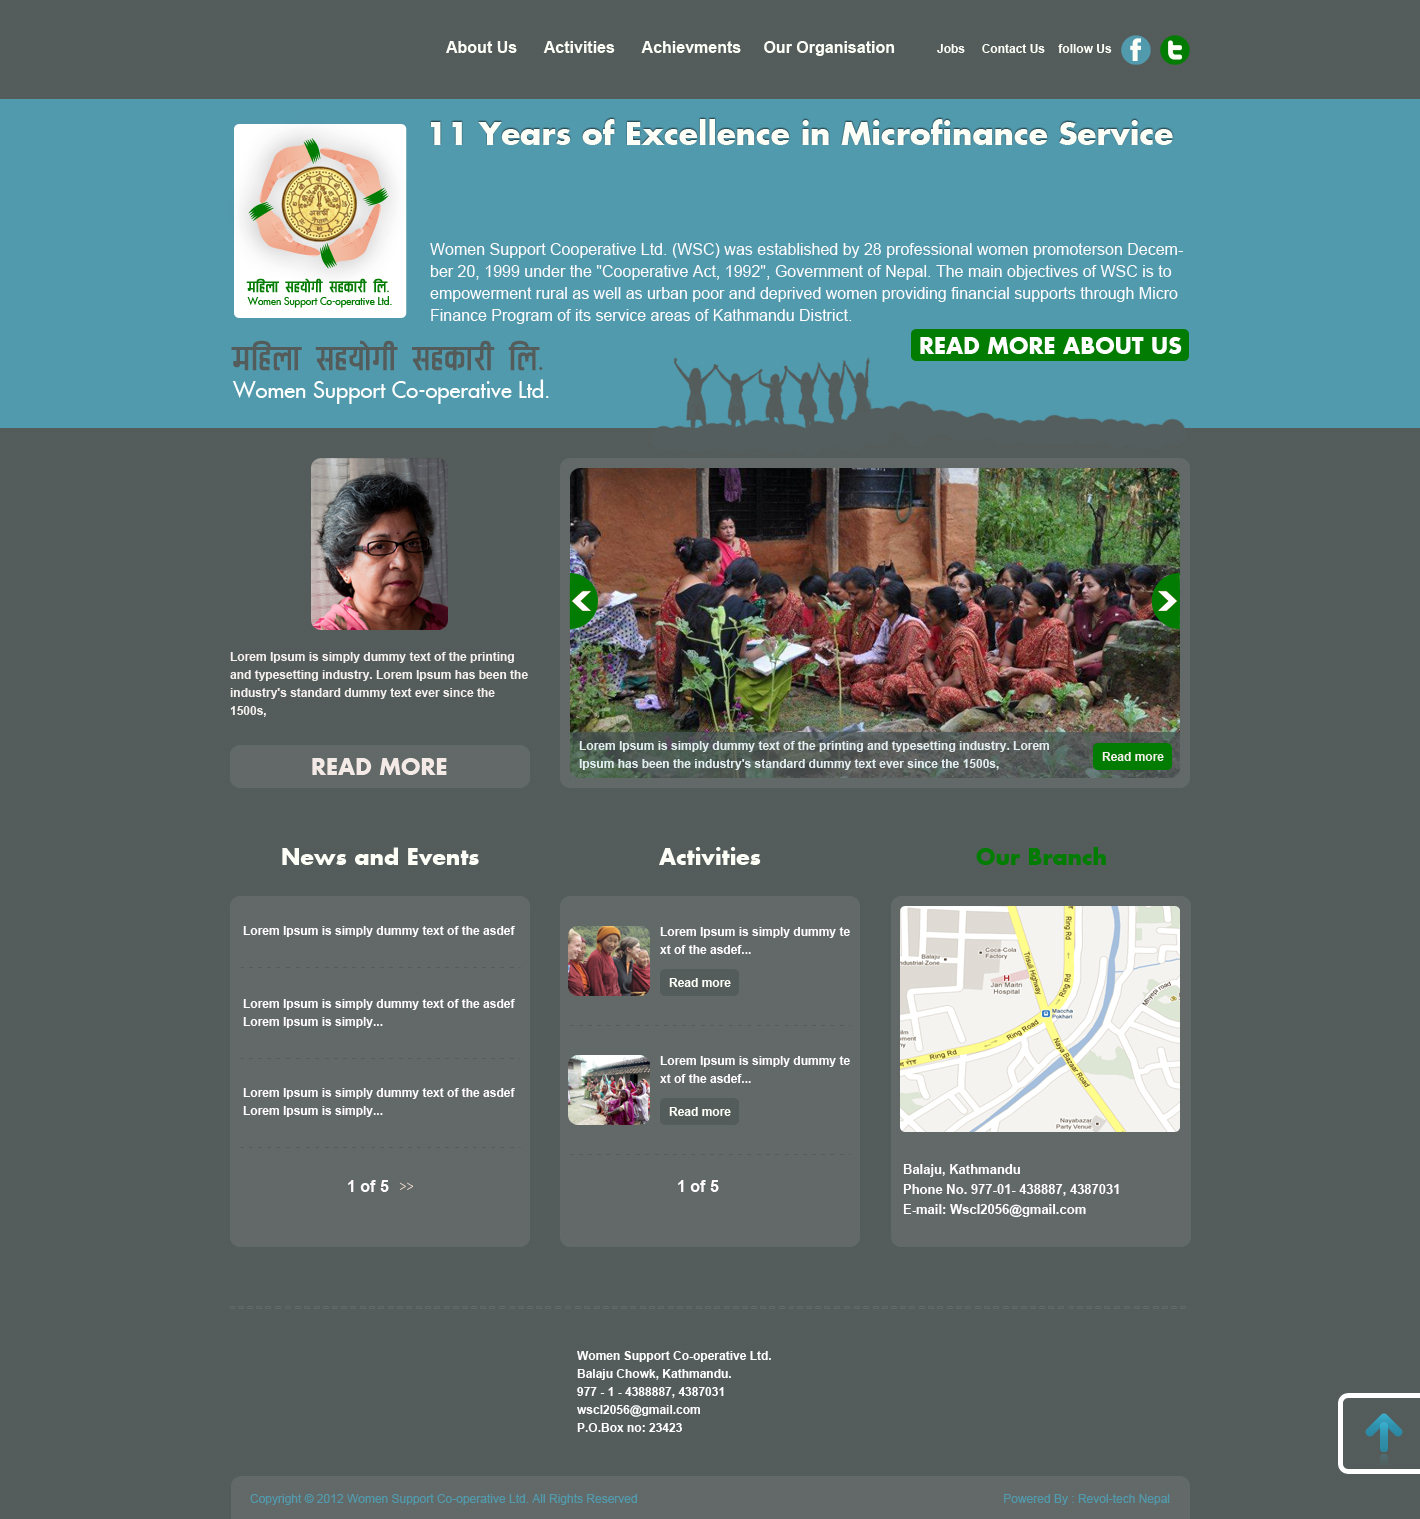 About Us Activities Achievments Our Organisation Jobs Contact Us follow Us
11 Years of Excellence in Microfinance Service
महिला सहयोगी सहकारी लि.
Women Support Co-operative Ltd.
Women Support Cooperative Ltd. (WSC) was established by 28 professional women promoterson Decem-
ber 20, 1999 under the "Cooperative Act, 1992", Government of Nepal. The main objectives of WSC is to
empowerment rural as well as urban poor and deprived women providing financial supports through Micro
Finance Program of its service areas of Kathmandu District.
READ MORE ABOUT US
महिला सहयोगी सहकारी लि.
Women Support Co-operative Ltd.
Lorem Ipsum is simply dummy text of the printing
and typesetting industry. Lorem Ipsum has been the
industry's standard dummy text ever since the
1500s,
READ MORE
Lorem Ipsum is simply dummy text of the printing and typesetting industry. Lorem
Ipsum has been the industry's standard dummy text ever since the 1500s,
Read more
News and Events
Lorem Ipsum is simply dummy text of the asdef
Lorem Ipsum is simply dummy text of the asdef
Lorem Ipsum is simply...
Lorem Ipsum is simply dummy text of the asdef
Lorem Ipsum is simply...
1 of 5 >>
Activities
Lorem Ipsum is simply dummy te
xt of the asdef...
Read more
Lorem Ipsum is simply dummy te
xt of the asdef...
Read more
1 of 5
Our Branch
Ring Rd
Coca-Cola
Factory
Balaju
ndustrial Zone
Trisuli Highway
Ring Rd
H
Jan Maitri
Hospital
Ring Rd
Maccha
Pokhari
Ring Road
Ring Rd
Naya Bazaar Road
Nayabazar
Party Venue
Balaju, Kathmandu
Phone No. 977-01- 438887, 4387031
E-mail: Wscl2056@gmail.com
Women Support Co-operative Ltd.
Balaju Chowk, Kathmandu.
977 - 1 - 4388887, 4387031
wscl2056@gmail.com
P.O.Box no: 23423
Copyright © 2012 Women Support Co-operative Ltd. All Rights Reserved
Powered By : Revol-tech Nepal